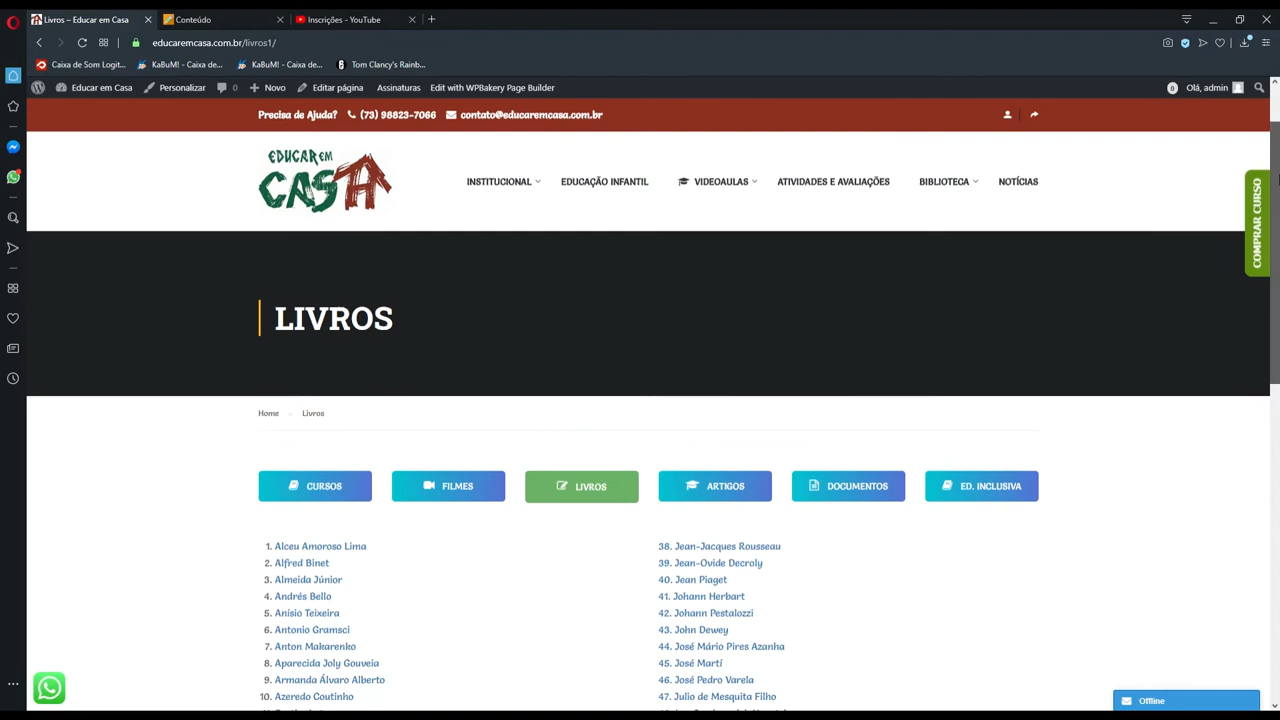 Livros – Educar em Casa
Conteúdo
Inscrições - YouTube
educaremcasa.com.br/livros1/
Caixa de Som Logit...
KaBuM! - Caixa de...
KaBuM! - Caixa de...
Tom Clancy's Rainb...
Educar em Casa
Personalizar
0
Novo
Editar página
Assinaturas
Edit with WPBakery Page Builder
0
Olá, admin
Precisa de Ajuda?
(73) 98823-7066
contato@educaremcasa.com.br
EDUCAR EM
CASA
INSTITUCIONAL
EDUCAÇÃO INFANTIL
VIDEOAULAS
ATIVIDADES E AVALIAÇÕES
BIBLIOTECA
NOTÍCIAS
COMPRAR CURSO
LIVROS
Home
Livros
CURSOS
FILMES
LIVROS
ARTIGOS
DOCUMENTOS
ED. INCLUSIVA
1. Alceu Amoroso Lima
2. Alfred Binet
3. Almeida Júnior
4. Andrés Bello
5. Anísio Teixeira
6. Antonio Gramsci
7. Anton Makarenko
8. Aparecida Joly Gouveia
9. Armanda Álvaro Alberto
10. Azeredo Coutinho
38. Jean-Jacques Rousseau
39. Jean-Ovide Decroly
40. Jean Piaget
41. Johann Herbart
42. Johann Pestalozzi
43. John Dewey
44. José Mário Pires Azanha
45. José Martí
46. José Pedro Varela
47. Julio de Mesquita Filho
Offline